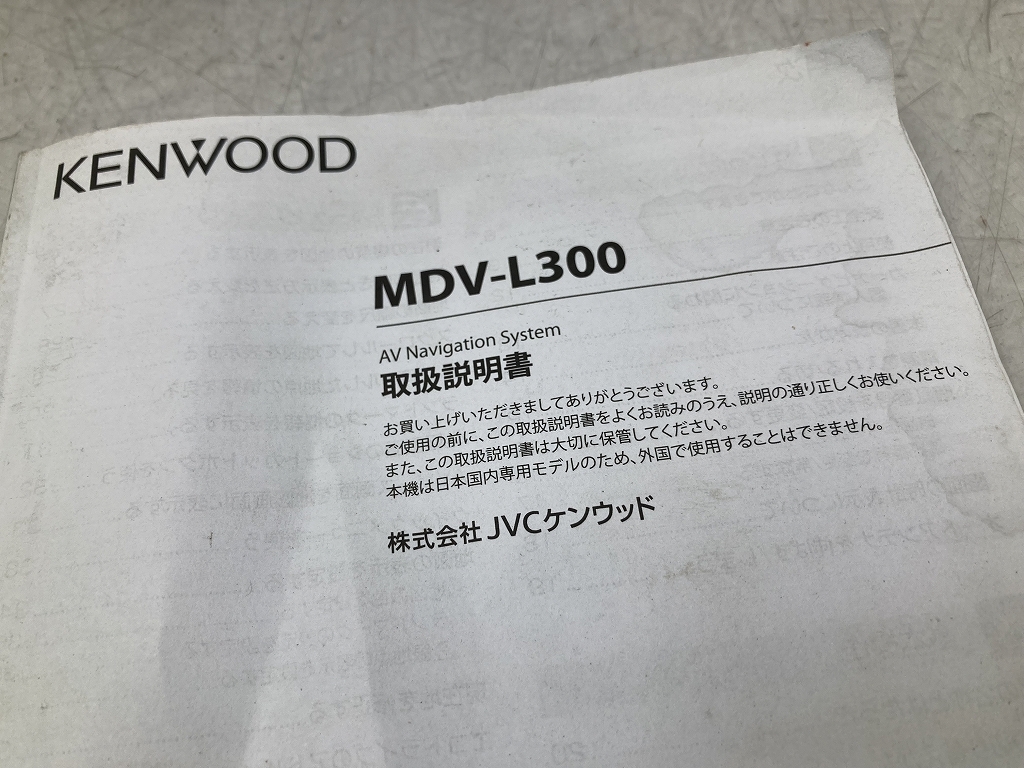 KENWOOD
MDV-L300
AV Navigation System
取扱説明書
お買い上げいただきましてありがとうございます。
ご使用の前に、この取扱説明書をよくお読みのうえ、説明の通り正しくお使いください。
また、この取扱説明書は大切に保管してください。
本機は日本国内専用モデルのため、外国で使用することはできません。
株式会社 JVCケンウッド